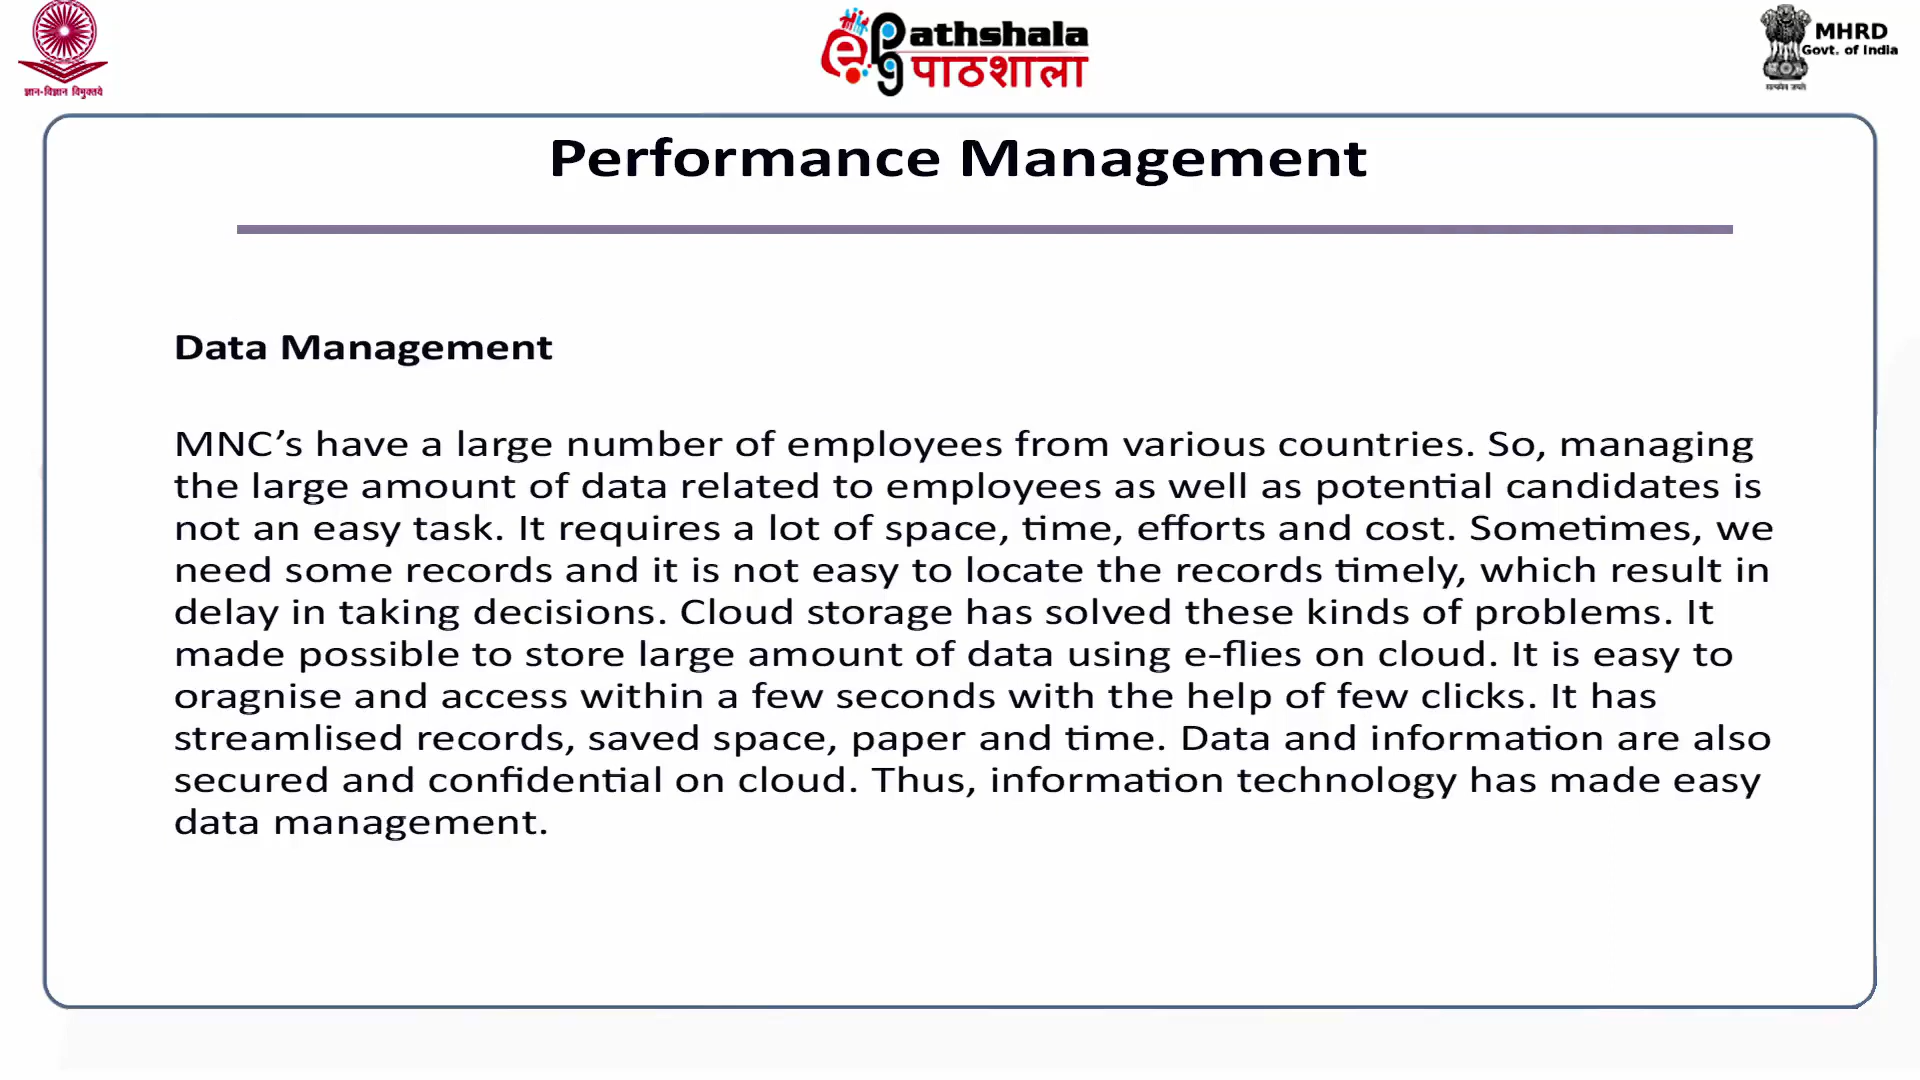 ज्ञान-विज्ञान विमुक्तये
e Pathshala
पाठशाला
MHRD
Govt. of India
सत्यमेव जयते
Performance Management
Data Management
MNC’s have a large number of employees from various countries. So, managing
the large amount of data related to employees as well as potential candidates is
not an easy task. It requires a lot of space, time, efforts and cost. Sometimes, we
need some records and it is not easy to locate the records timely, which result in
delay in taking decisions. Cloud storage has solved these kinds of problems. It
made possible to store large amount of data using e-flies on cloud. It is easy to
oragnise and access within a few seconds with the help of few clicks. It has
streamlised records, saved space, paper and time. Data and information are also
secured and confidential on cloud. Thus, information technology has made easy
data management.